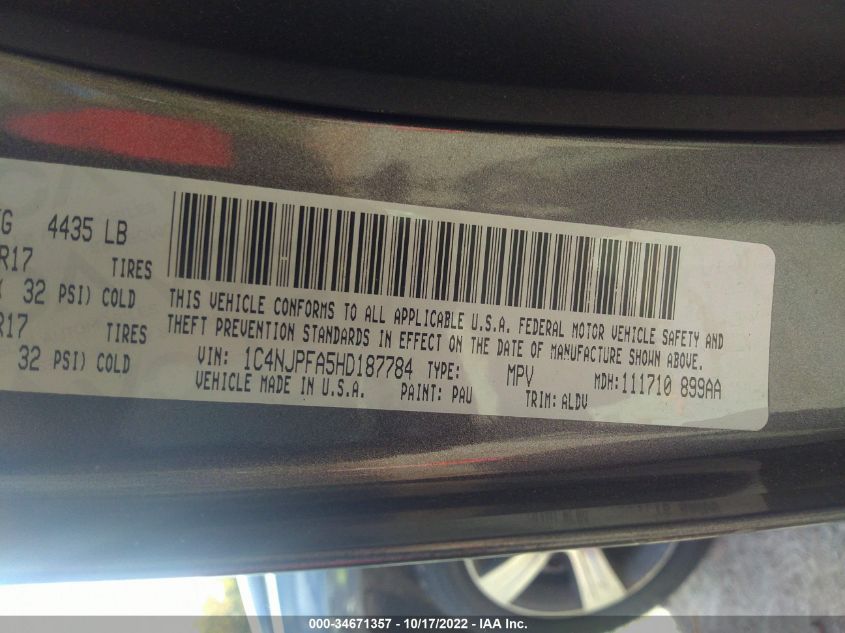 4435 LB
R17 TIRES
32 PSI) COLD
R17 TIRES
32 PSI) COLD
THIS VEHICLE CONFORMS TO ALL APPLICABLE U.S.A. FEDERAL MOTOR VEHICLE SAFETY AND
THEFT PREVENTION STANDARDS IN EFFECT ON THE DATE OF MANUFACTURE SHOWN ABOVE.
VIN: 1C4NJPFA5HD187784 TYPE: MPV MDH:111710 899AA
VEHICLE MADE IN U.S.A. PAINT: PAU TRIM: ALDV
000-34671357 - 10/17/2022 - IAA Inc.